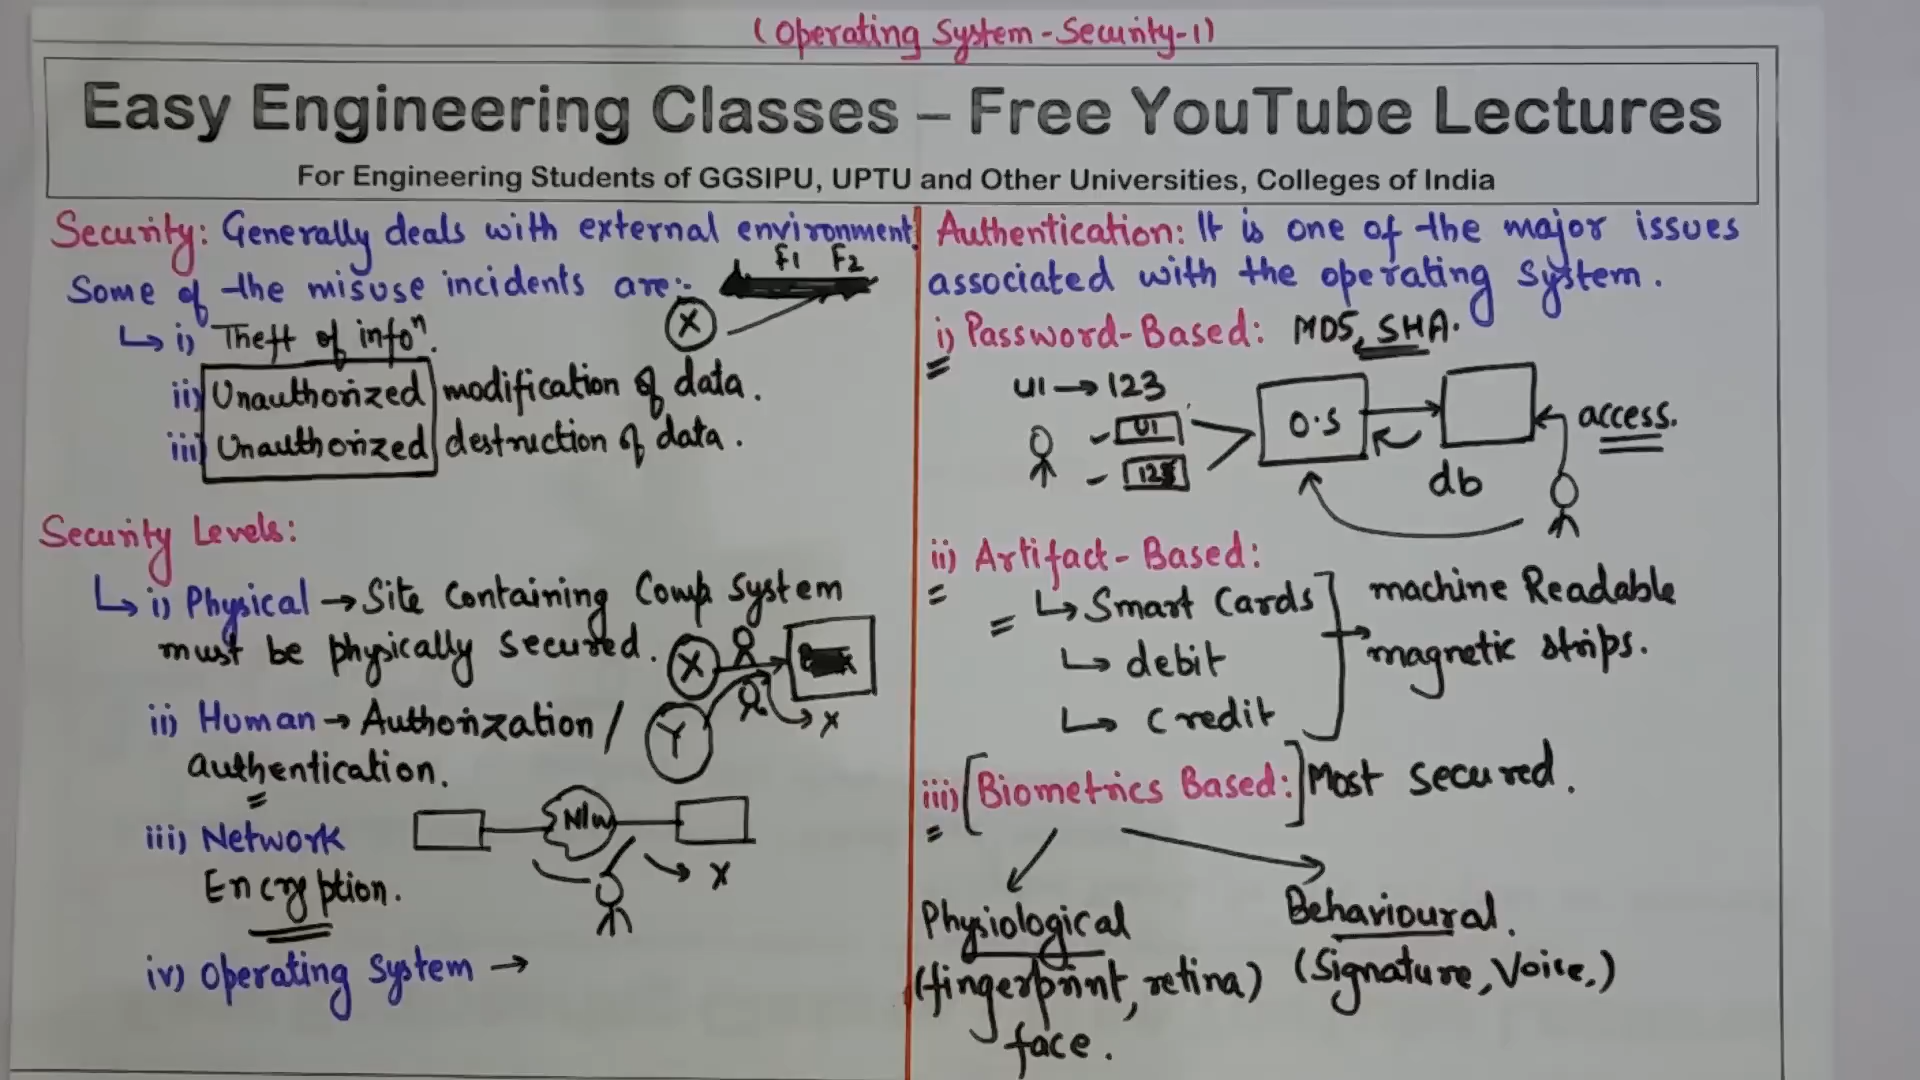 (Operating System-Security-1)
Easy Engineering Classes – Free YouTube Lectures
For Engineering Students of GGSIPU, UPTU and Other Universities, Colleges of India
Security: Generally deals with external environment.
Some of the misuse incidents are:-
F1 F2
X
↳ i) Theft of infoⁿ.
ii) Unauthorized modification of data.
iii) Unauthorized destruction of data.
Security Levels:
↳ i) Physical → Site Containing Comp System
must be physically secured.
X
ii) Human → Authorization /
authentication.
Y
→ X
iii) Network
Encryption.
N/w
→ X
iv) Operating System →
Authentication: It is one of the major issues
associated with the operating system.
i) Password-Based: MD5, SHA.
U1 → 123
U1
123
O.S
db
access.
ii) Artifact-Based:
↳ Smart Cards
↳ debit
↳ Credit
machine Readable
magnetic strips.
iii) [Biometrics Based:] Most secured.
Physiological
(fingerprint, retina)
face.
Behavioural.
(Signature, Voice.)